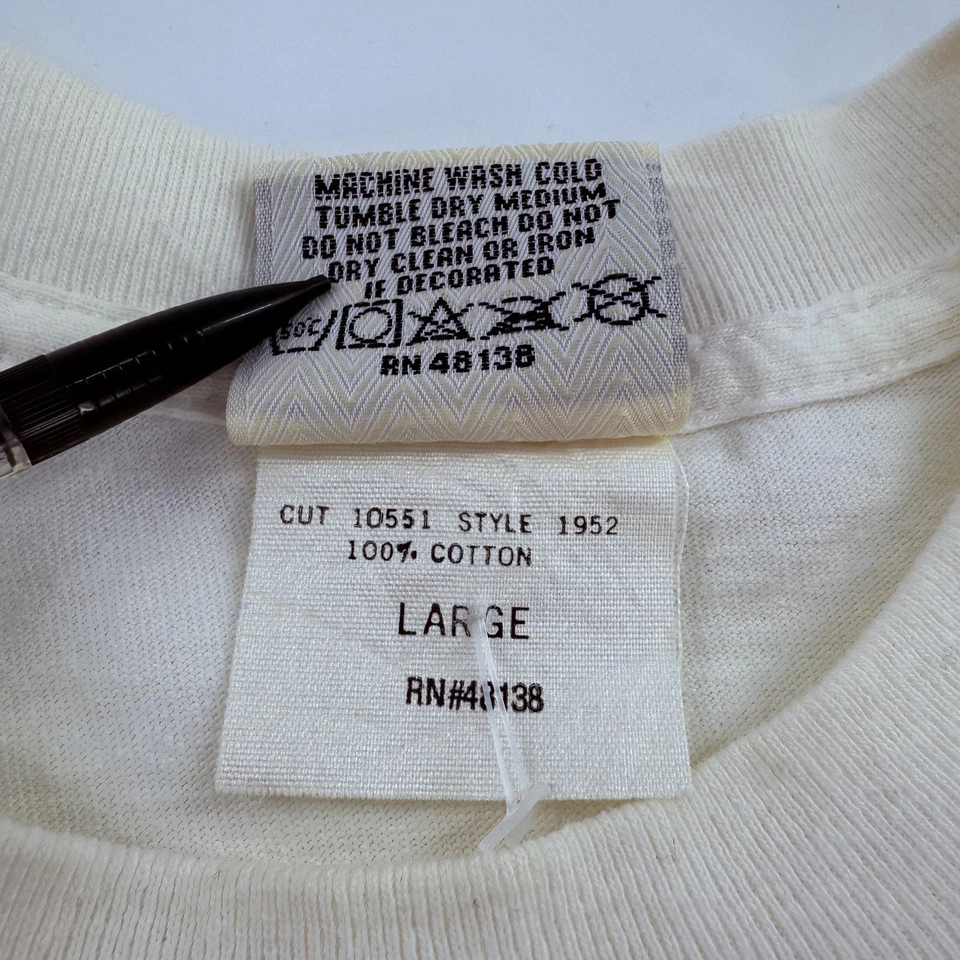 MACHINE WASH COLD
TUMBLE DRY MEDIUM
DO NOT BLEACH DO NOT
DRY CLEAN OR IRON
IF DECORATED
30C
RN 48138
CUT 10551 STYLE 1952
100% COTTON
LARGE
RN#48138